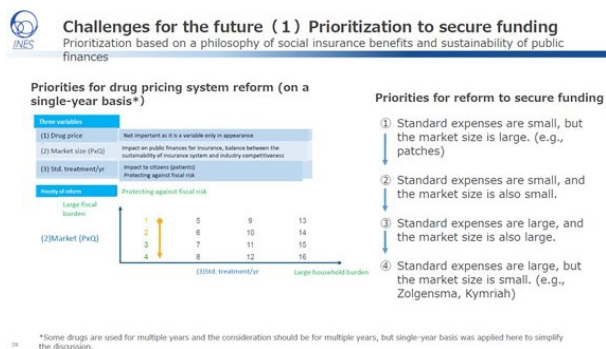 INES
Challenges for the future（1）Prioritization to secure funding
Prioritization based on a philosophy of social insurance benefits and sustainability of public
finances
Priorities for drug pricing system reform (on a
single-year basis*)
Three variables
(1) Drug price
Not important as it is a variable only in appearance
(2) Market size (PxQ)
Impact on public finances for insurance, balance between the
sustainability of insurance system and industry competitiveness
(3) Std. treatment/yr
Impact to citizens (patients)
Protecting against fiscal risk
Priority of reform
Protecting against fiscal risk
Large fiscal
burden
(2)Market (PxQ)
1 5 9 13
2 6 10 14
3 7 11 15
4 8 12 16
(3)Std. treatment/yr
Large household burden
Priorities for reform to secure funding
① Standard expenses are small, but
the market size is large. (e.g.,
patches)
② Standard expenses are small, and
the market size is also small.
③ Standard expenses are large, and
the market size is also large.
④ Standard expenses are large, but
the market size is small. (e.g.,
Zolgensma, Kymriah)
*Some drugs are used for multiple years and the consideration should be for multiple years, but single-year basis was applied here to simplify
the discussion.